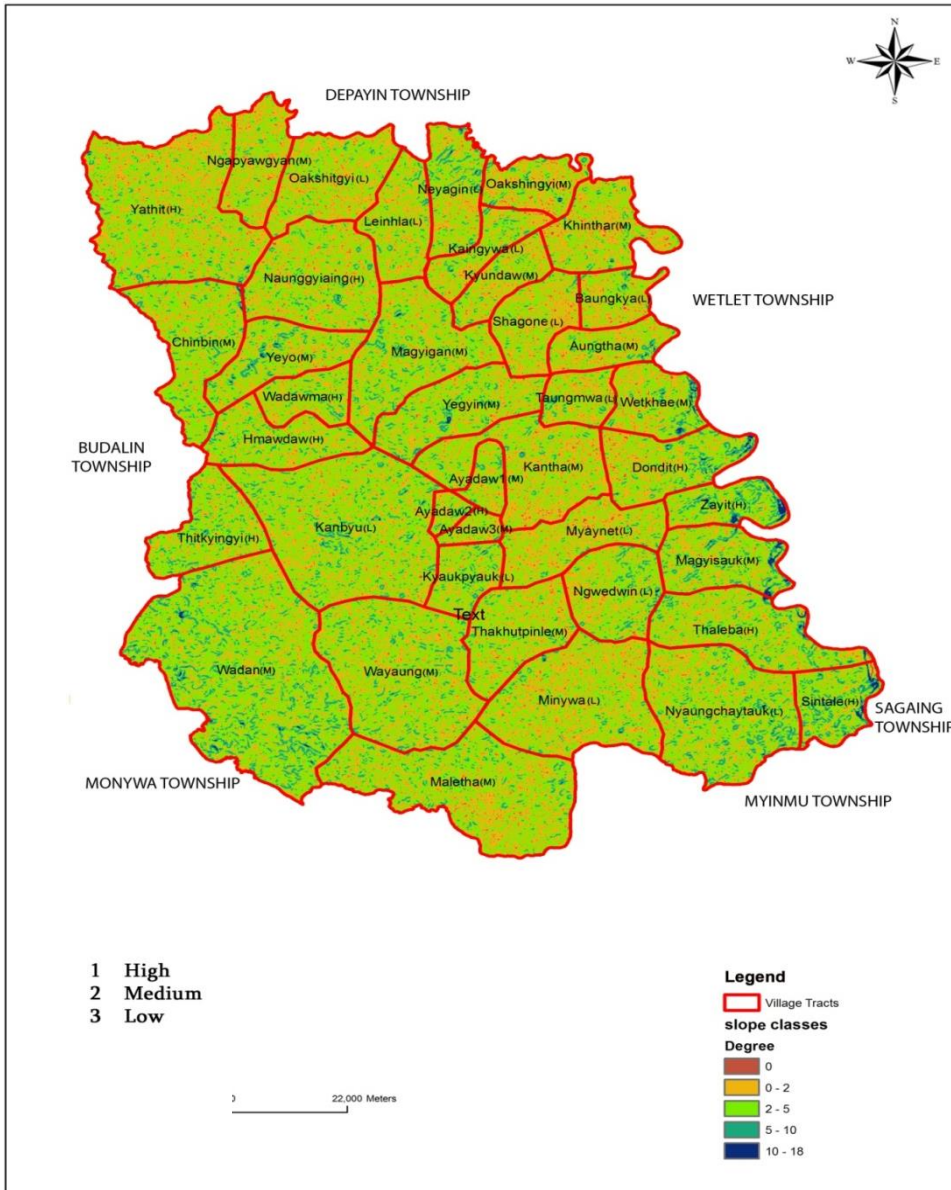 N
W E
S
DEPAYIN TOWNSHIP
Ngapyawgyan(M)
Oakshitgyi (L)
Neyagin(
Oakshingyi(M)
Yathit(H)
Leinhla(L)
Khinthar(M)
Kaingywa(L)
Naunggyiaing(H)
Kyundaw(M)
Baungkya(L)
WETLET TOWNSHIP
Shagone (L)
Chinbin(M)
Yeyo(M)
Magyigan(M)
Aungtha(M)
Wadawma(H)
Yegyin(M)
Taungmwa(L)
Wetkhae(M)
Hmawdaw(H)
BUDALIN
TOWNSHIP
Kantha(M)
Dondit(H)
Ayadaw1(M)
Zayit(H)
Ayadaw2(H)
Kanbyu(L)
Ayadaw3(M)
Myaynet(L)
Thitkyingyi(H)
Magyisauk(M)
Kyaukpyauk(L)
Ngwedwin(L)
Text
Thakhutpinle(M)
Thaleba(H)
Wadan(M)
Wayaung(M)
Minywa(L)
Nyaungchaytauk(L)
Sintale(H)
SAGAING
TOWNSHIP
MONYWA TOWNSHIP
Maletha(M)
MYINMU TOWNSHIP
1 High
2 Medium
3 Low
22,000 Meters
Legend
Village Tracts
slope classes
Degree
0
0 - 2
2 - 5
5 - 10
10 - 18